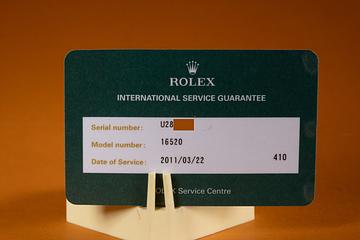 ROLEX
INTERNATIONAL SERVICE GUARANTEE
Serial number: U28
Model number: 16520
Date of Service: 2011/03/22 410
Service Centre